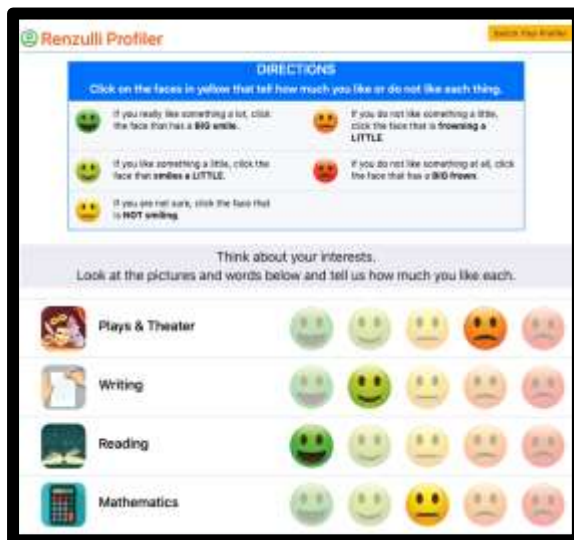 Renzulli Profiler
Switch Your Profiler
DIRECTIONS
Click on the faces in yellow that tell how much you like or do not like each thing.
If you really like something a lot, click
the face that has a BIG smile.
If you do not like something a little,
click the face that is frowning a
LITTLE.
If you like something a little, click the
face that smiles a LITTLE.
If you do not like something at all, click
the face that has a BIG frown.
If you are not sure, click the face that
is NOT smiling.
Think about your interests.
Look at the pictures and words below and tell us how much you like each.
Plays & Theater
Writing
Reading
Mathematics